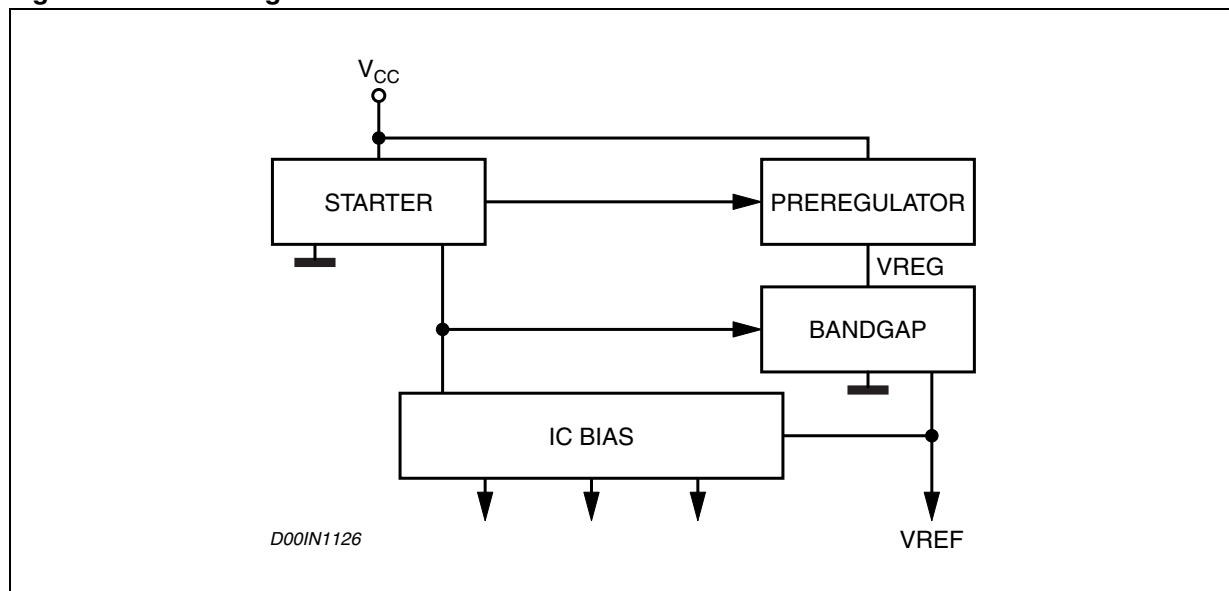 V_CC
STARTER
PREREGULATOR
VREG
BANDGAP
IC BIAS
D00IN1126
VREF